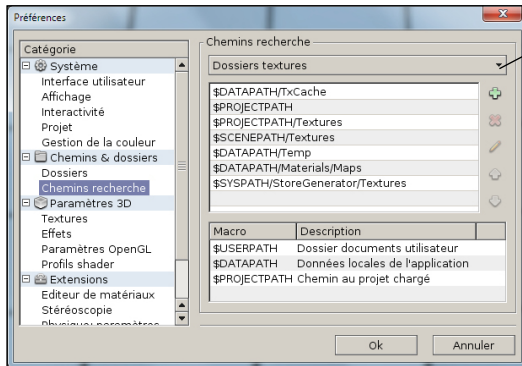 Préférences
Catégorie
Système
Interface utilisateur
Affichage
Interactivité
Projet
Gestion de la couleur
Chemins & dossiers
Dossiers
Chemins recherche
Paramètres 3D
Textures
Effets
Paramètres OpenGL
Profils shader
Extensions
Editeur de matériaux
Stéréoscopie
Physique: paramètres
Chemins recherche
Dossiers textures
$DATAPATH/TxCache
$PROJECTPATH
$PROJECTPATH/Textures
$SCENEPATH/Textures
$DATAPATH/Temp
$DATAPATH/Materials/Maps
$SYSPATH/StoreGenerator/Textures
Macro Description
$USERPATH Dossier documents utilisateur
$DATAPATH Données locales de l'application
$PROJECTPATH Chemin au projet chargé
Ok Annuler